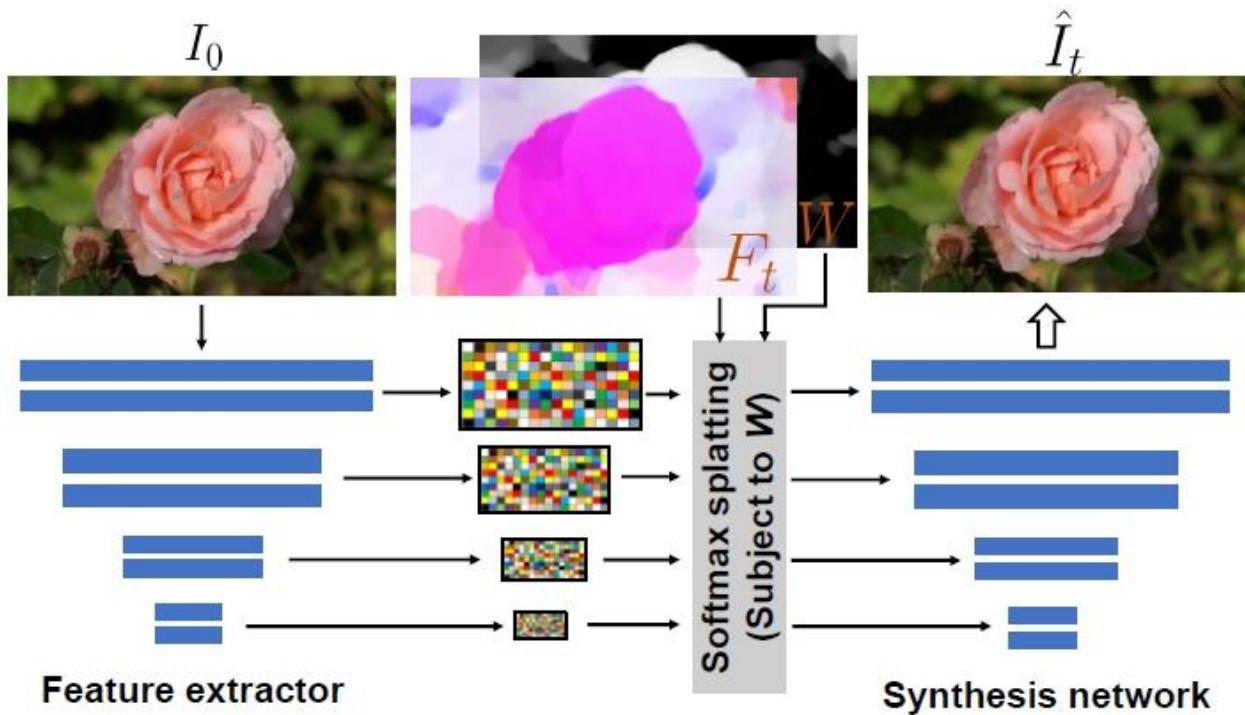 I_0
Î_t
W
F_t
Softmax splatting
(Subject to W)
Feature extractor
Synthesis network